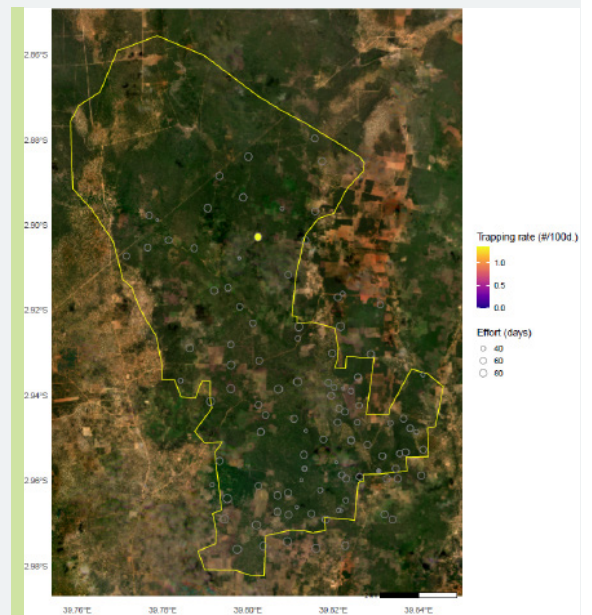 2.86°S
2.88°S
2.90°S
2.92°S
2.94°S
2.96°S
2.98°S
39.76°E
39.78°E
39.80°E
39.82°E
39.84°E
Trapping rate (#/100d.)
1.0
0.5
0.0
Effort (days)
40
60
80